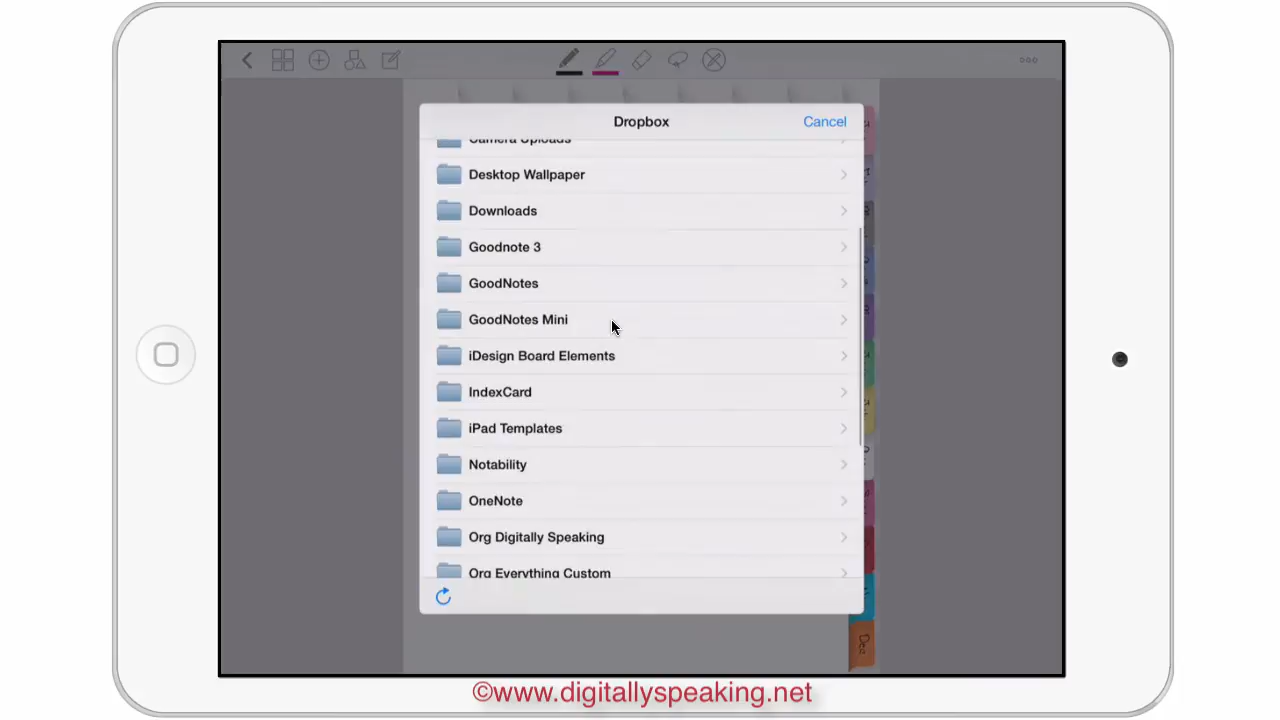 Dropbox
Cancel
Camera Uploads
Desktop Wallpaper
Downloads
Goodnote 3
GoodNotes
GoodNotes Mini
iDesign Board Elements
IndexCard
iPad Templates
Notability
OneNote
Org Digitally Speaking
Org Everything Custom
Dec
©www.digitallyspeaking.net